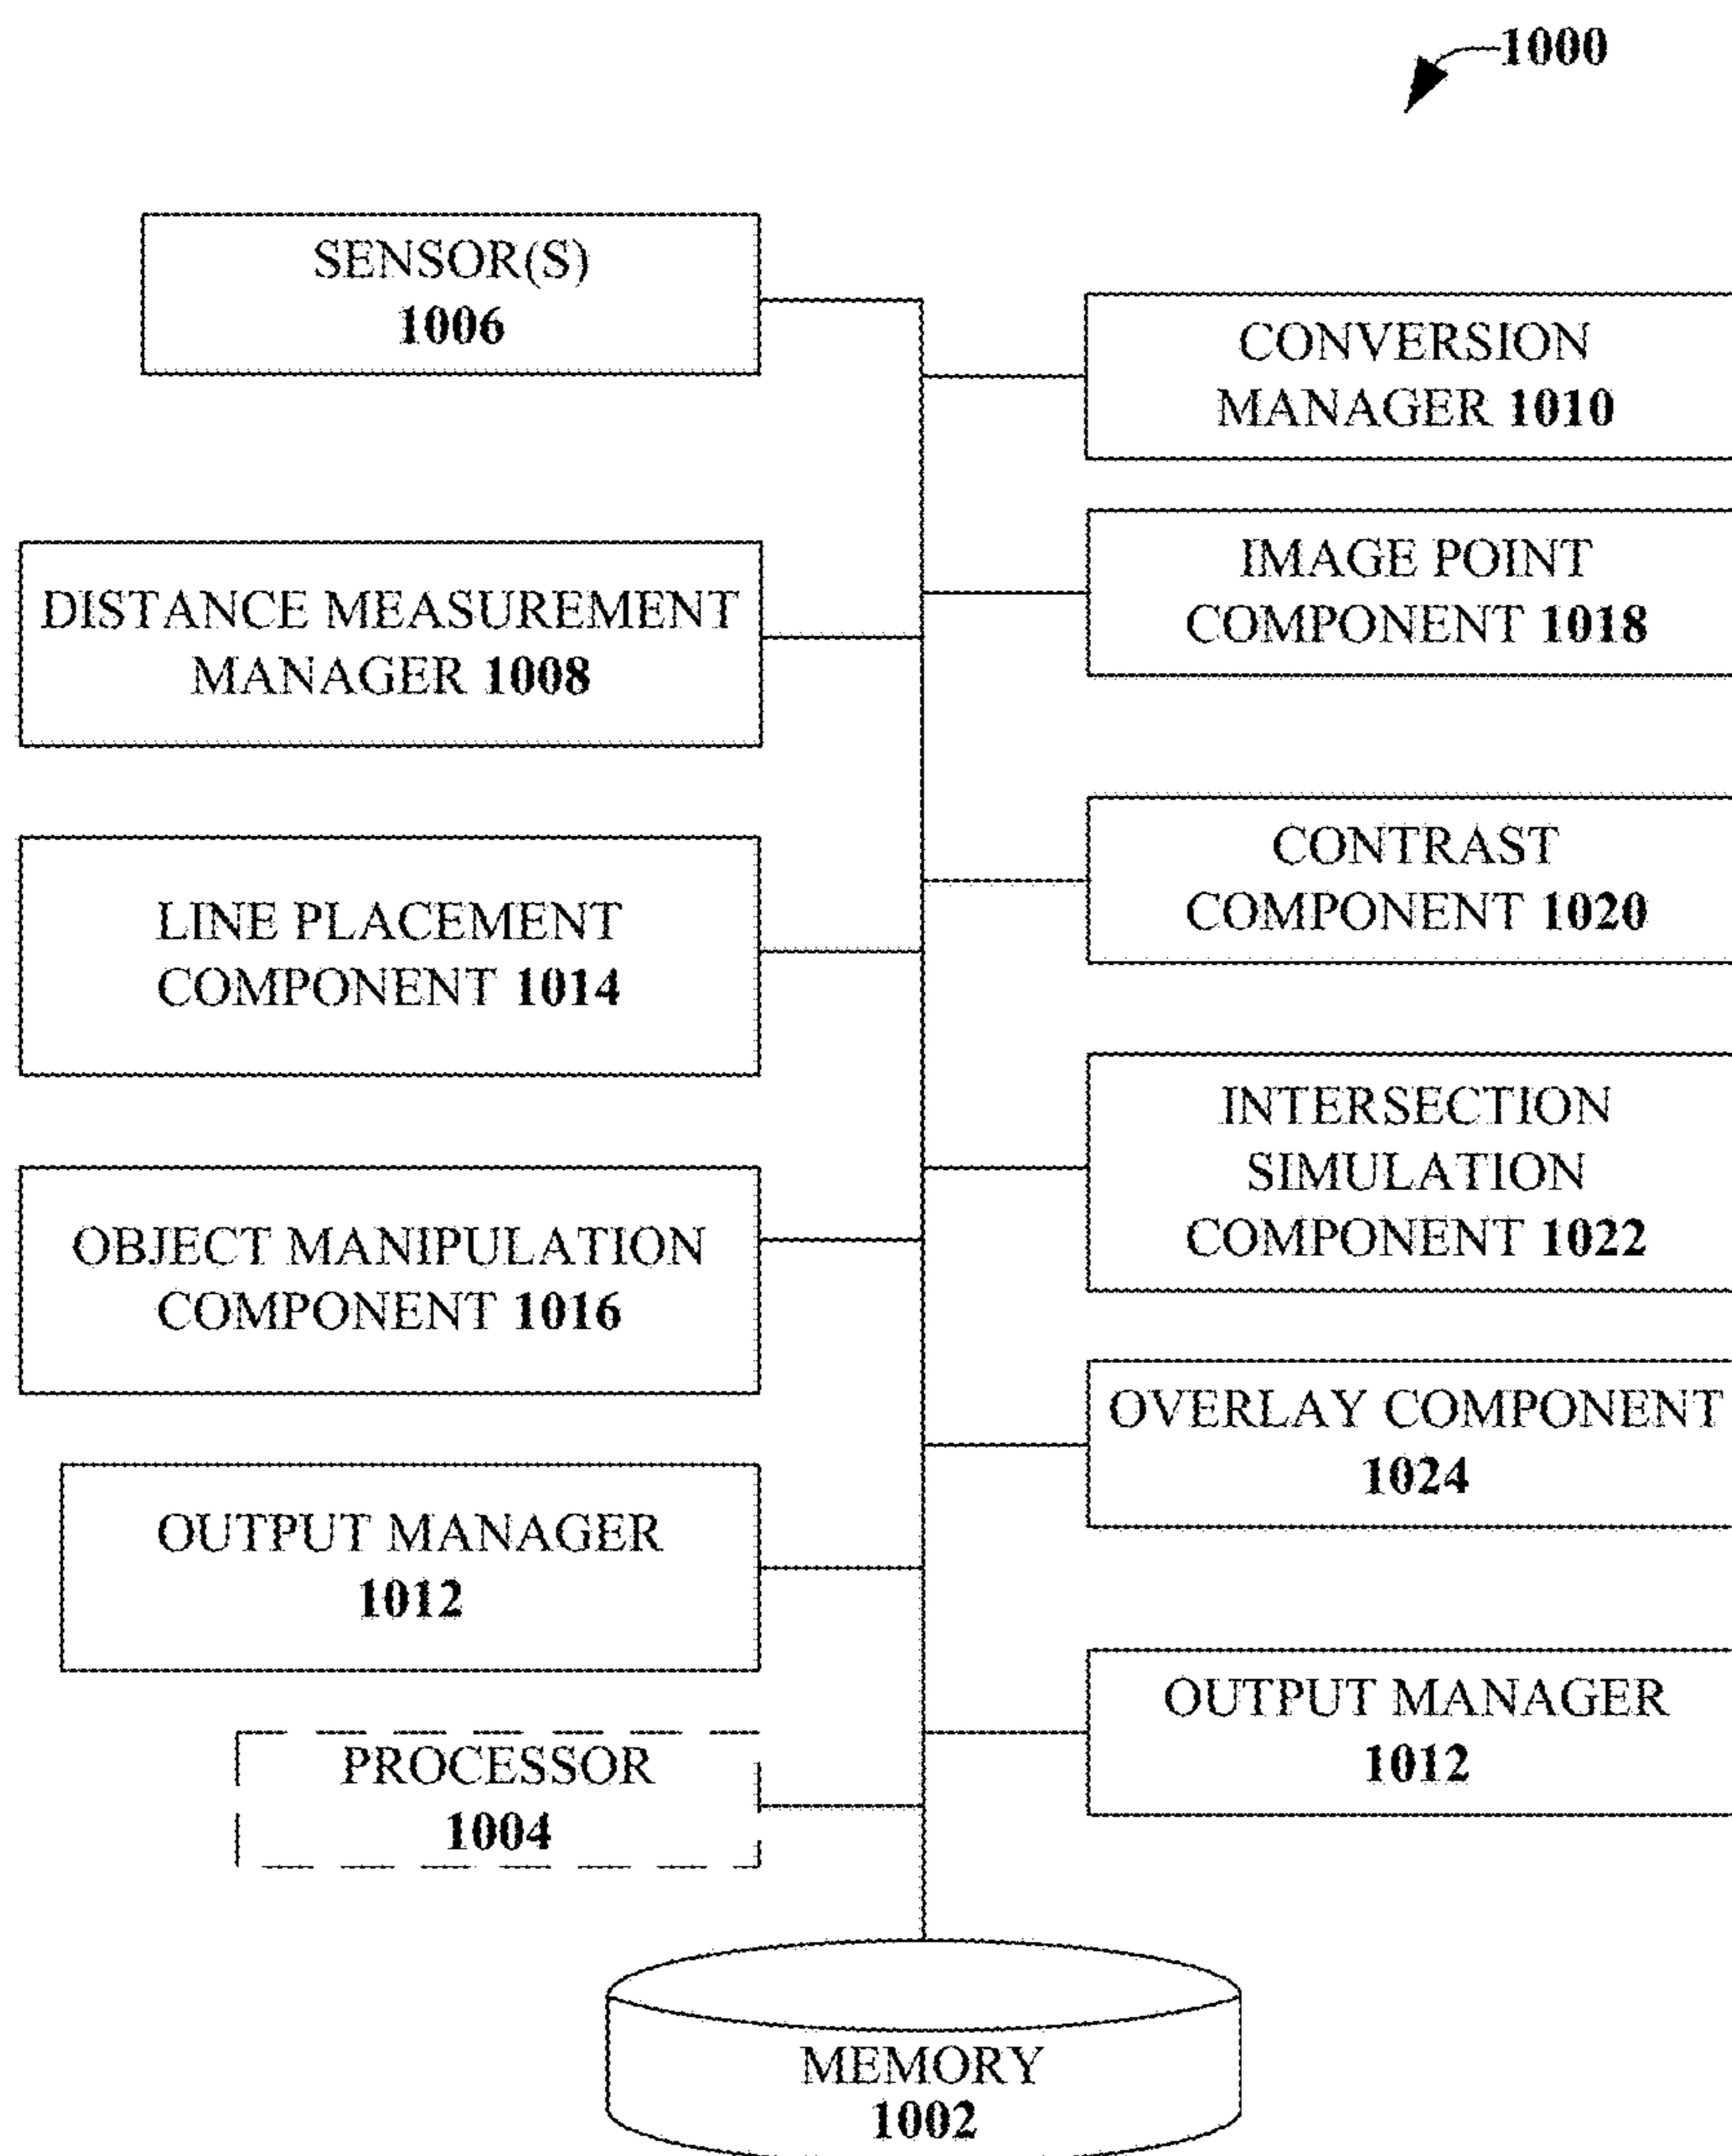 1000
SENSOR(S)
1006
CONVERSION
MANAGER 1010
DISTANCE MEASUREMENT
MANAGER 1008
IMAGE POINT
COMPONENT 1018
LINE PLACEMENT
COMPONENT 1014
CONTRAST
COMPONENT 1020
OBJECT MANIPULATION
COMPONENT 1016
INTERSECTION
SIMULATION
COMPONENT 1022
OUTPUT MANAGER
1012
OVERLAY COMPONENT
1024
PROCESSOR
1004
OUTPUT MANAGER
1012
MEMORY
1002